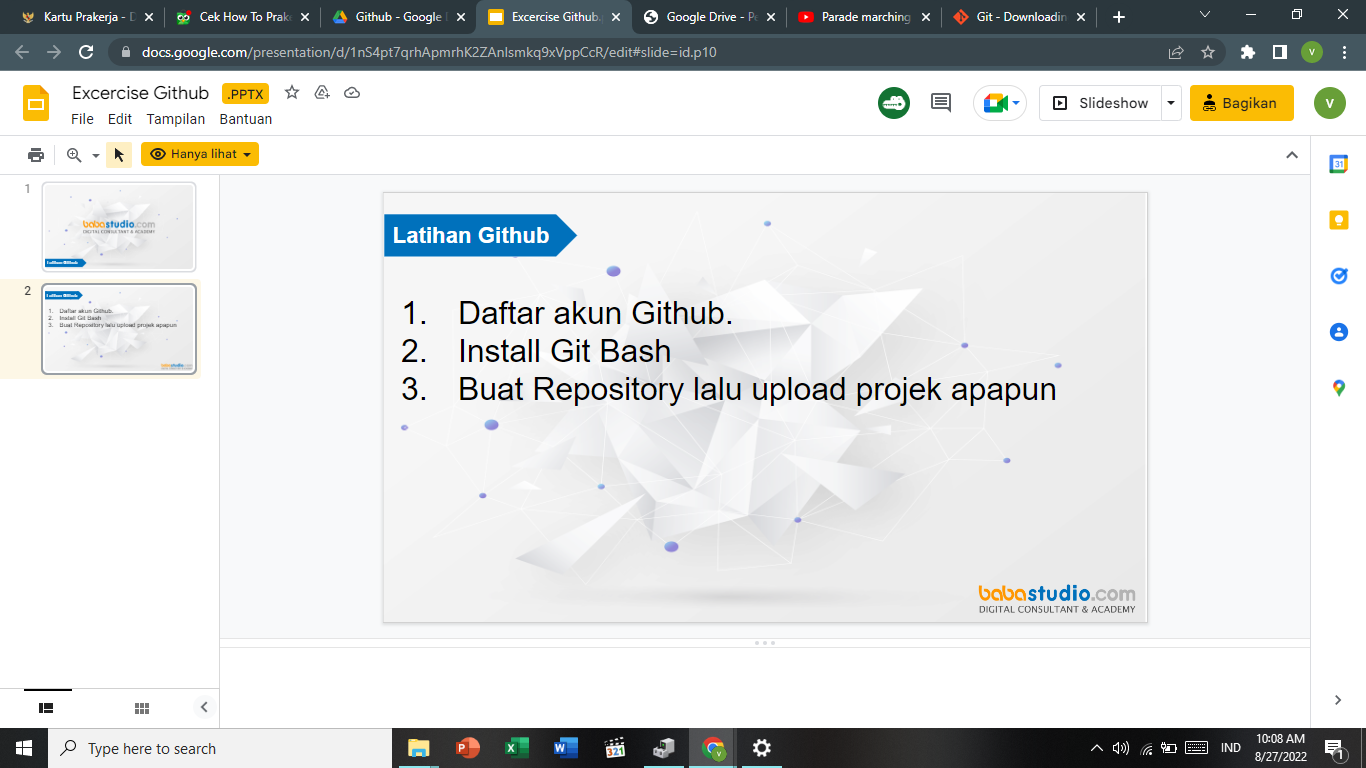 Kartu Prakerja - D
Cek How To Prak
Github - Google
Excercise Github.
Google Drive - Pe
Parade marching
Git - Downloadin
docs.google.com/presentation/d/1nS4pt7qrhApmrhK2ZAnlsmkq9xVppCcR/edit#slide=id.p10
V
Excercise Github .PPTX
File Edit Tampilan Bantuan
Slideshow
Bagikan
V
Hanya lihat
31
1
babastudio.com
DIGITAL CONSULTANT & ACADEMY
Latihan Github
2
Latihan Github
1. Daftar akun Github.
2. Install Git Bash
3. Buat Repository lalu upload projek apapun
babastudio.com
Latihan Github
1. Daftar akun Github.
2. Install Git Bash
3. Buat Repository lalu upload projek apapun
babastudio.com
DIGITAL CONSULTANT & ACADEMY
Type here to search
321
V
IND
10:08 AM
8/27/2022
1